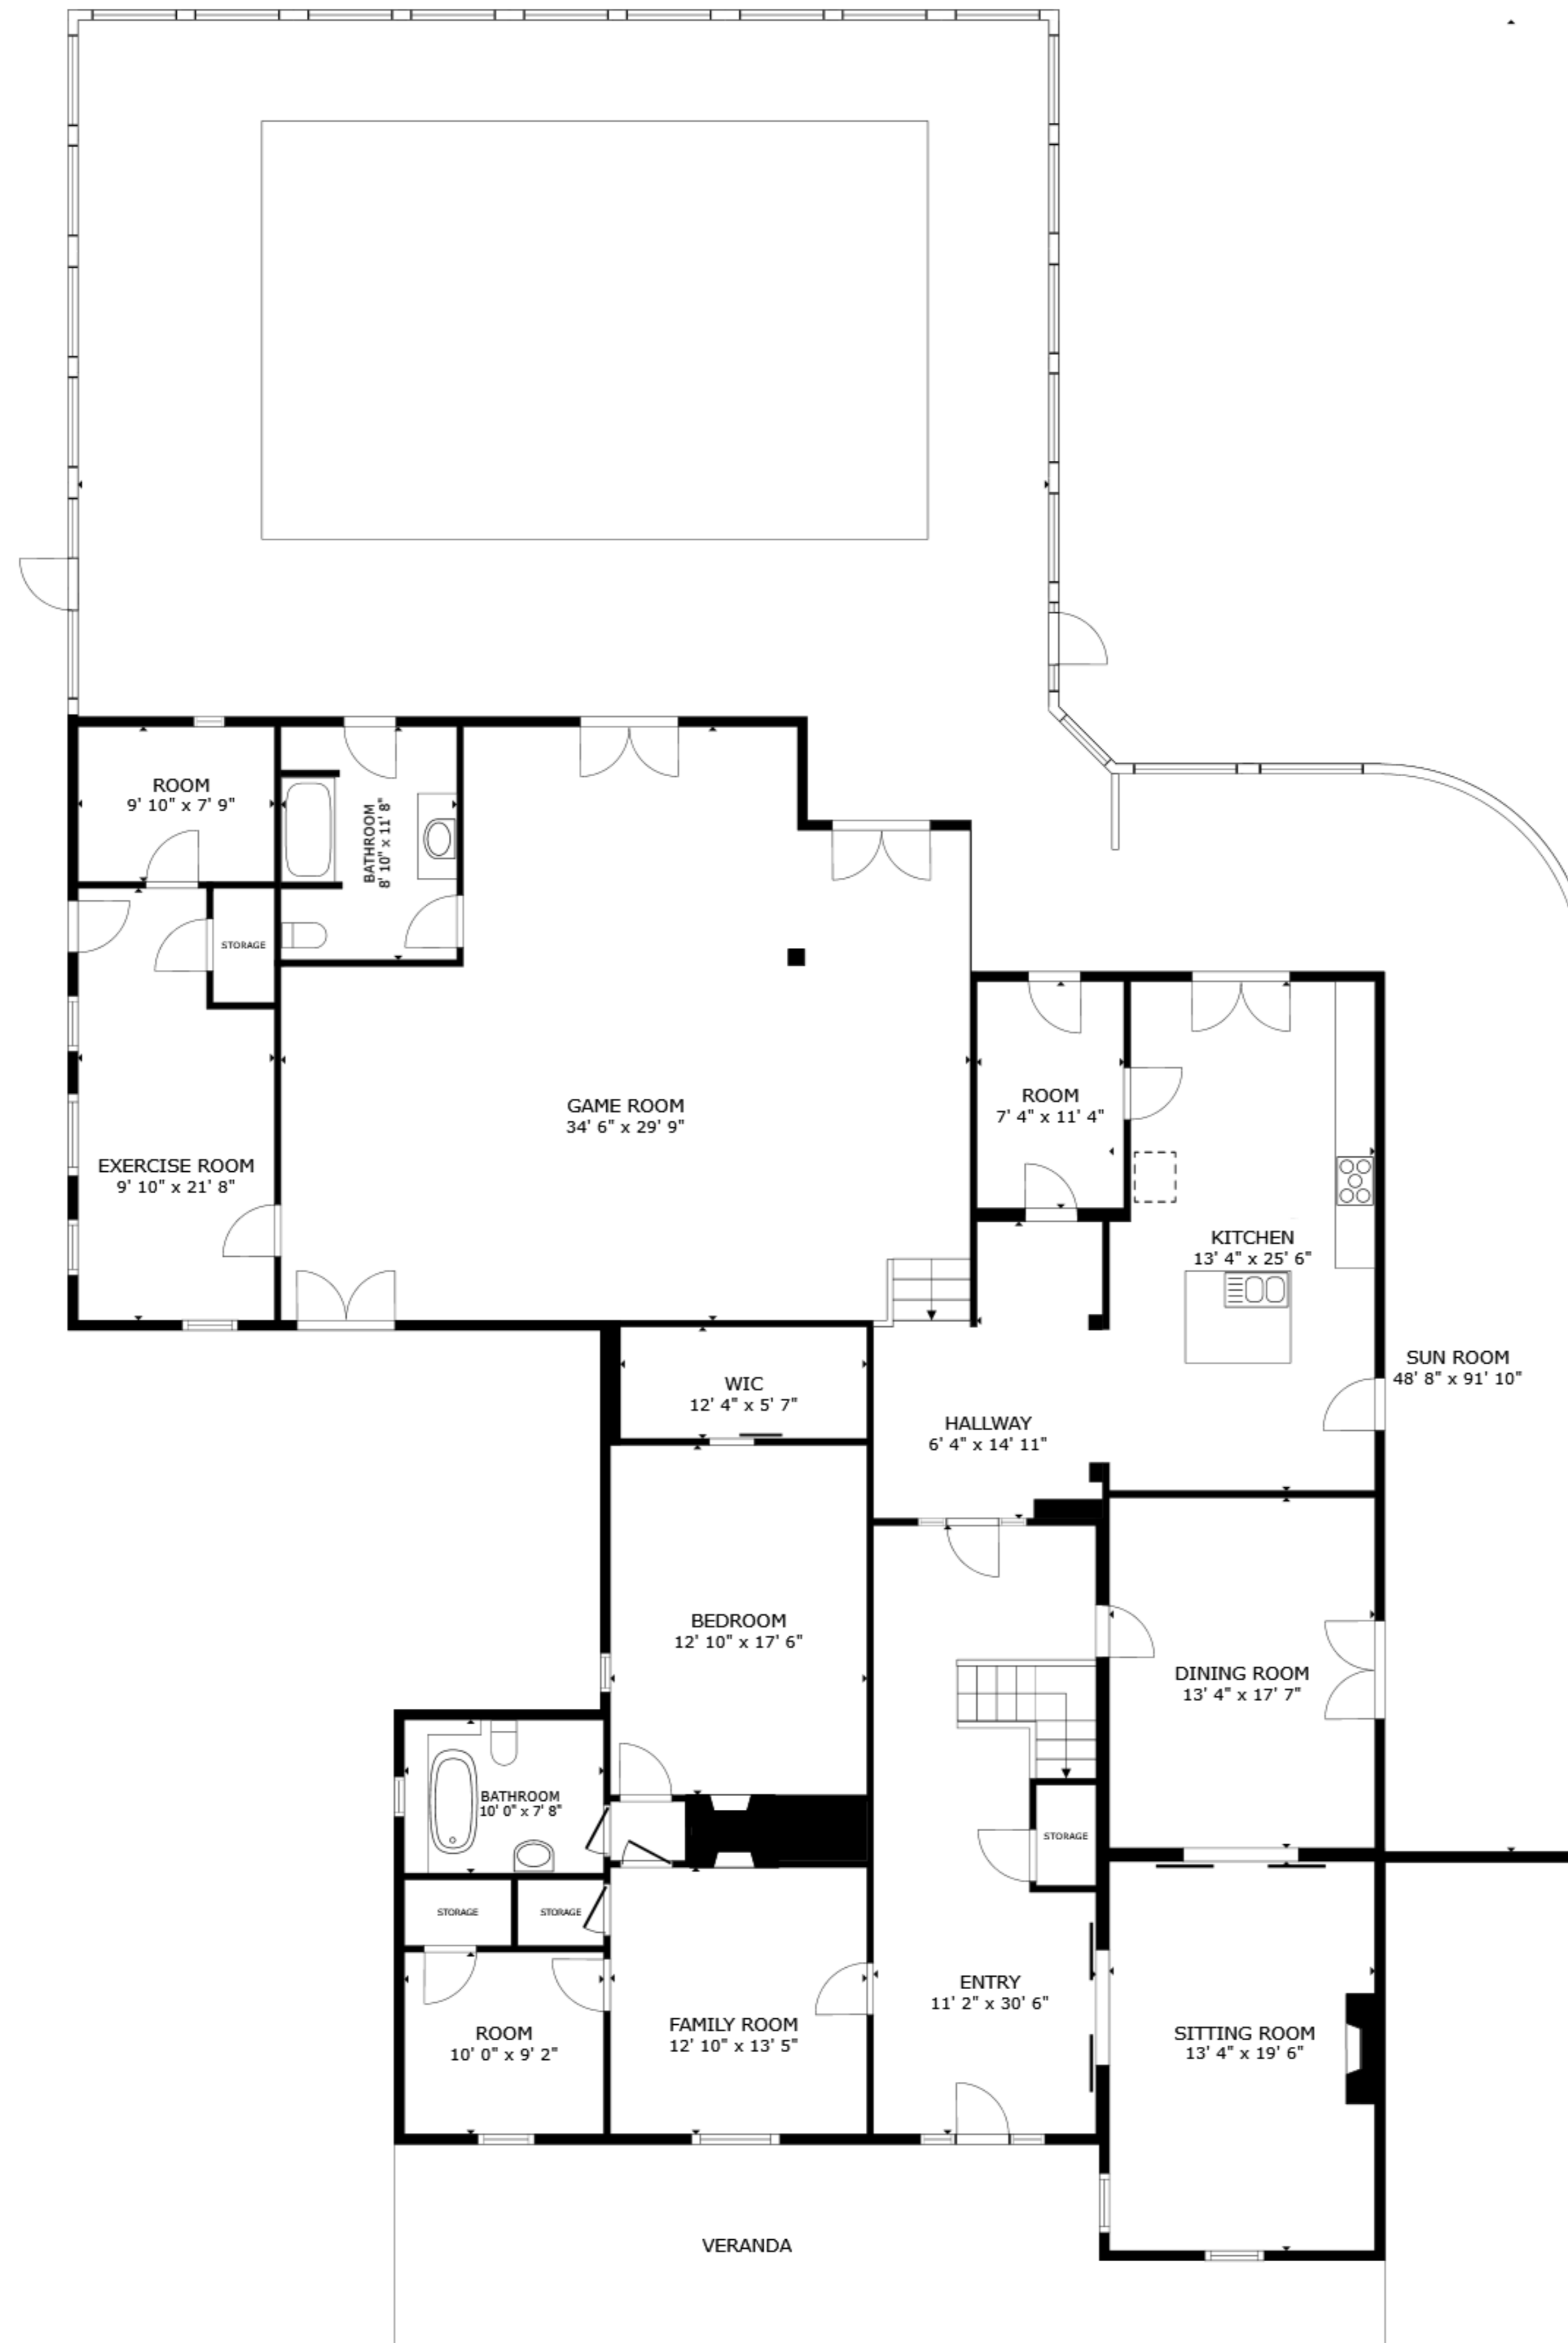 ROOM
9' 10" x 7' 9"
BATHROOM
8' 10" x 11' 8"
STORAGE
GAME ROOM
34' 6" x 29' 9"
ROOM
7' 4" x 11' 4"
EXERCISE ROOM
9' 10" x 21' 8"
KITCHEN
13' 4" x 25' 6"
SUN ROOM
48' 8" x 91' 10"
WIC
12' 4" x 5' 7"
HALLWAY
6' 4" x 14' 11"
BEDROOM
12' 10" x 17' 6"
DINING ROOM
13' 4" x 17' 7"
BATHROOM
10' 0" x 7' 8"
STORAGE
STORAGE
STORAGE
ENTRY
11' 2" x 30' 6"
FAMILY ROOM
12' 10" x 13' 5"
ROOM
10' 0" x 9' 2"
SITTING ROOM
13' 4" x 19' 6"
VERANDA